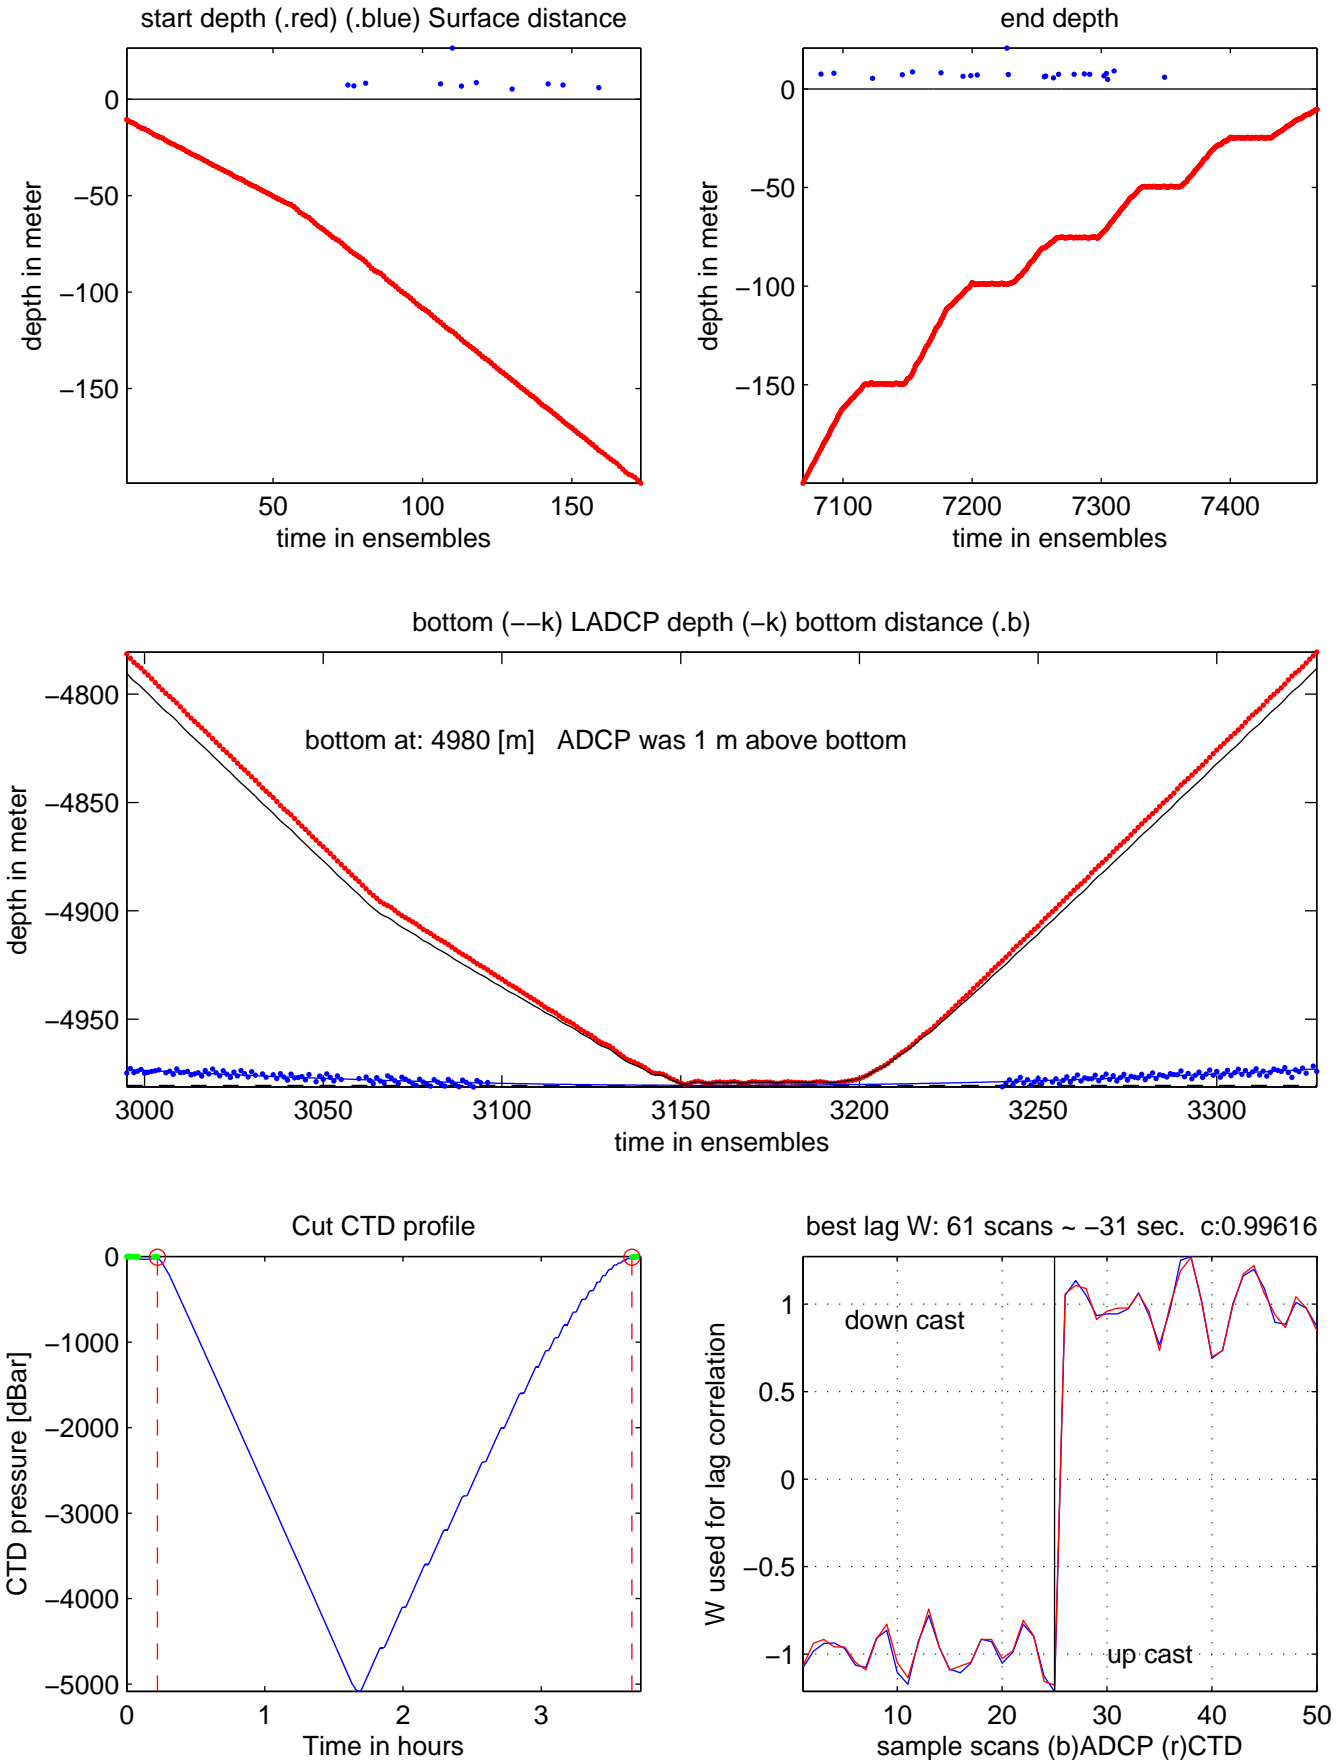 start depth (.red) (.blue) Surface distance
0
−50
−100
−150
depth in meter
50
100
150
time in ensembles
end depth
0
−50
−100
−150
depth in meter
7100
7200
7300
7400
time in ensembles
bottom (−−k) LADCP depth (−k) bottom distance (.b)
−4800
−4850
−4900
−4950
depth in meter
bottom at: 4980 [m]   ADCP was 1 m above bottom
3000
3050
3100
3150
3200
3250
3300
time in ensembles
Cut CTD profile
0
−1000
−2000
−3000
−4000
−5000
CTD pressure [dBar]
0
1
2
3
Time in hours
best lag W: 61 scans ~ −31 sec.  c:0.99616
1
0.5
0
−0.5
−1
W used for lag correlation
down cast
up cast
10
20
30
40
50
sample scans (b)ADCP (r)CTD